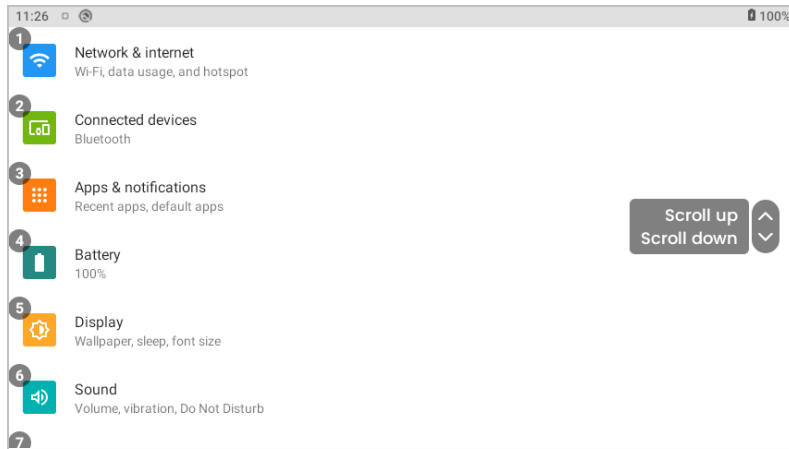 11:26 100%
1
Network & internet
Wi-Fi, data usage, and hotspot
2
Connected devices
Bluetooth
3
Apps & notifications
Recent apps, default apps
Scroll up
Scroll down
4
Battery
100%
5
Display
Wallpaper, sleep, font size
6
Sound
Volume, vibration, Do Not Disturb
7